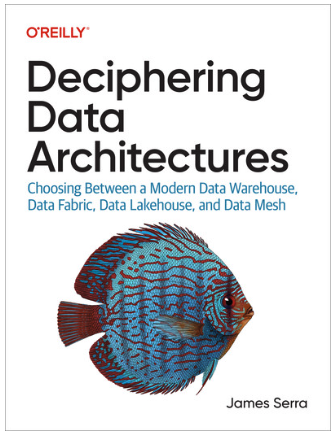 O'REILLY®
Deciphering
Data
Architectures
Choosing Between a Modern Data Warehouse,
Data Fabric, Data Lakehouse, and Data Mesh
James Serra